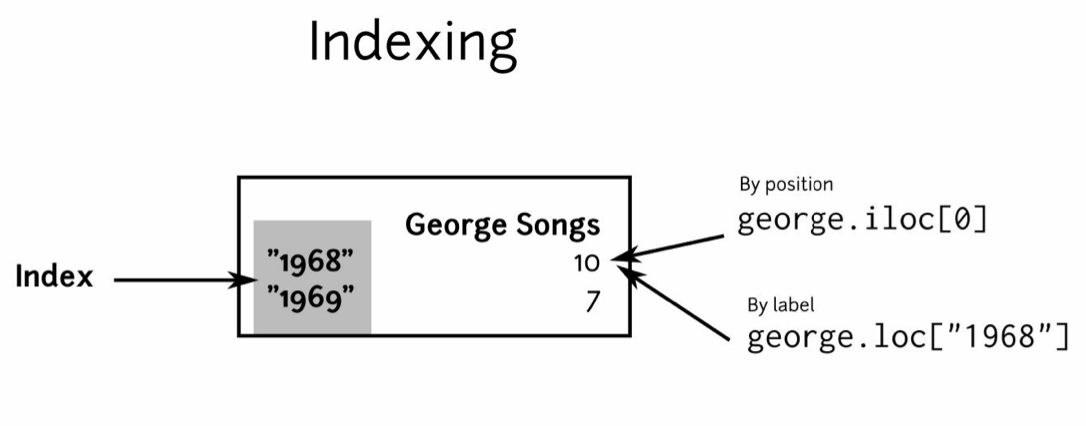 Indexing
Index
George Songs
"1968" 10
"1969" 7
By position
george.iloc[0]
By label
george.loc["1968"]